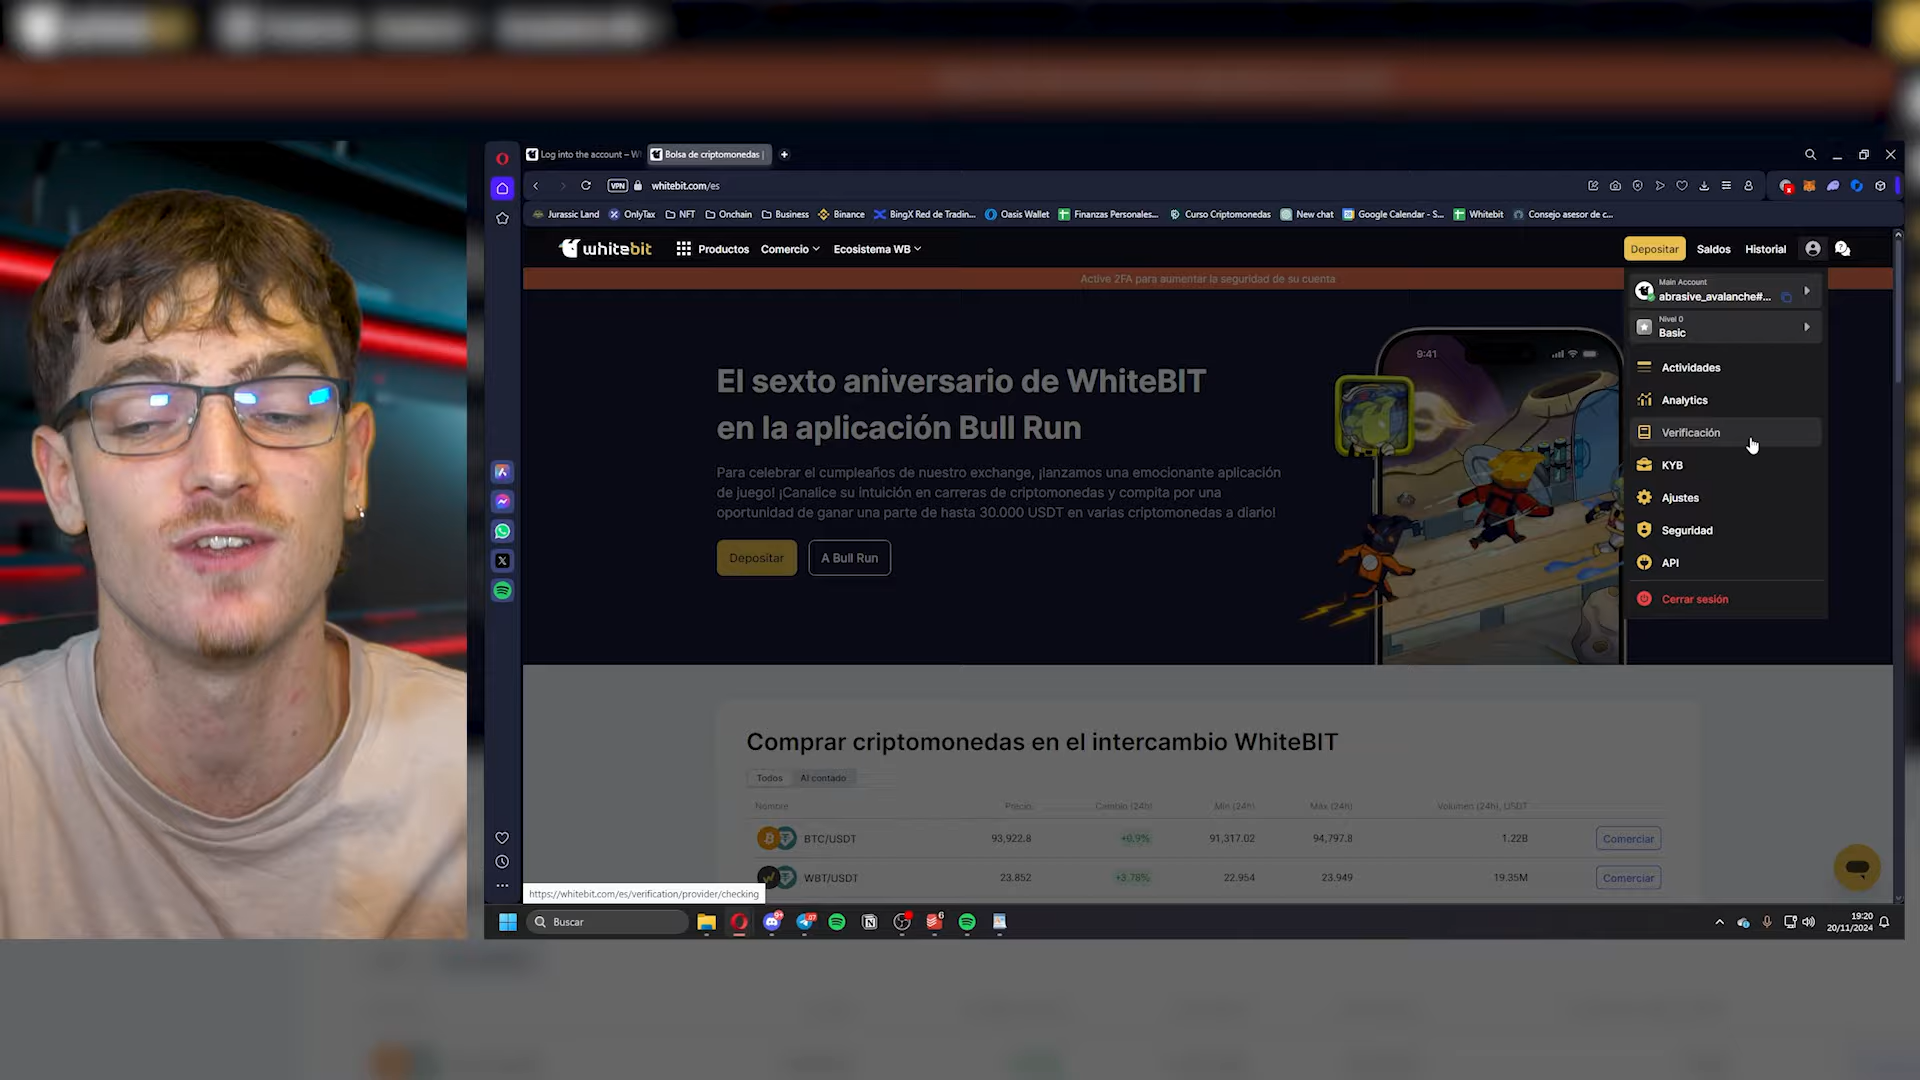 Log into the account – W
Bolsa de criptomonedas |
VPN
whitebit.com/es
Jurassic Land
OnlyTax
NFT
Onchain
Business
Binance
BingX Red de Tradin...
Oasis Wallet
Finanzas Personales...
Curso Criptomonedas
New chat
Google Calendar - S...
Whitebit
Consejo asesor de c...
whitebit
Productos
Comercio
Ecosistema WB
Depositar
Saldos
Historial
Active 2FA para aumentar la seguridad de su cuenta
Main Account
abrasive_avalanche#...
Nivel 0
Basic
Actividades
Analytics
Verificación
KYB
Ajustes
Seguridad
API
Cerrar sesión
El sexto aniversario de WhiteBIT
en la aplicación Bull Run
Para celebrar el cumpleaños de nuestro exchange, ¡lanzamos una emocionante aplicación
de juego! ¡Canalice su intuición en carreras de criptomonedas y compita por una
oportunidad de ganar una parte de hasta 30.000 USDT en varias criptomonedas a diario!
Depositar
A Bull Run
9:41
Comprar criptomonedas en el intercambio WhiteBIT
Todos
Al contado
Nombre
Precio
Cambio (24h)
Mín (24h)
Máx (24h)
Volumen (24h), USDT
BTC/USDT
93,922.8
+0.9%
91,317.02
94,797.8
1.22B
Comerciar
WBT/USDT
23.852
+3.78%
22.954
23.949
19.35M
Comerciar
https://whitebit.com/es/verification/provider/checking
Buscar
19:20
20/11/2024